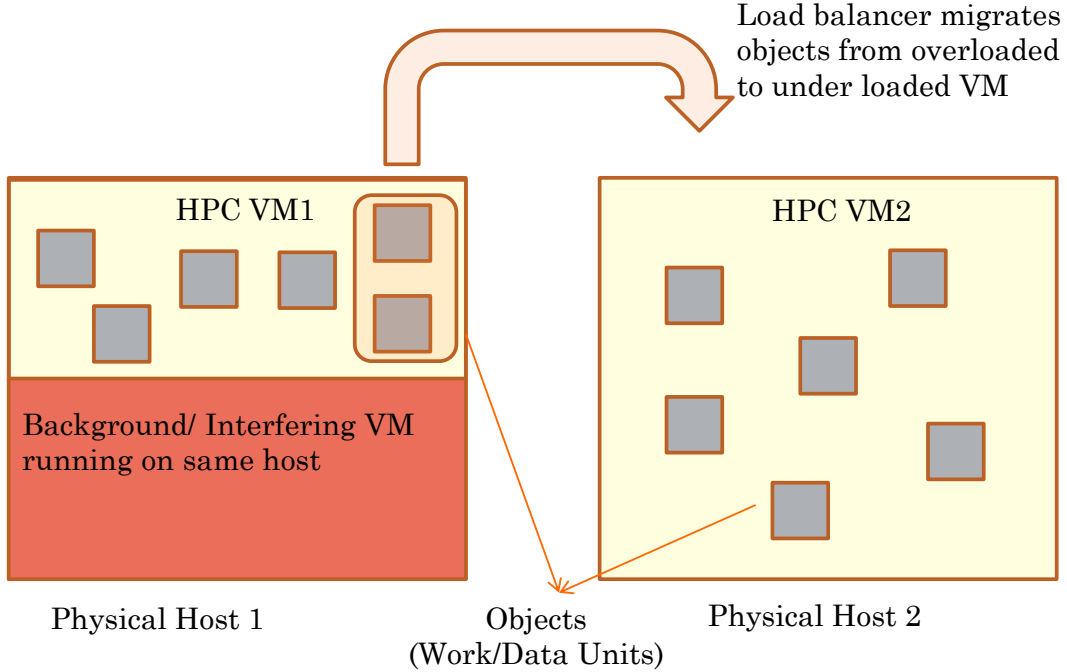 Load balancer migrates
objects from overloaded
to under loaded VM
HPC VM1
HPC VM2
Background/ Interfering VM
running on same host
Physical Host 1
Objects
(Work/Data Units)
Physical Host 2